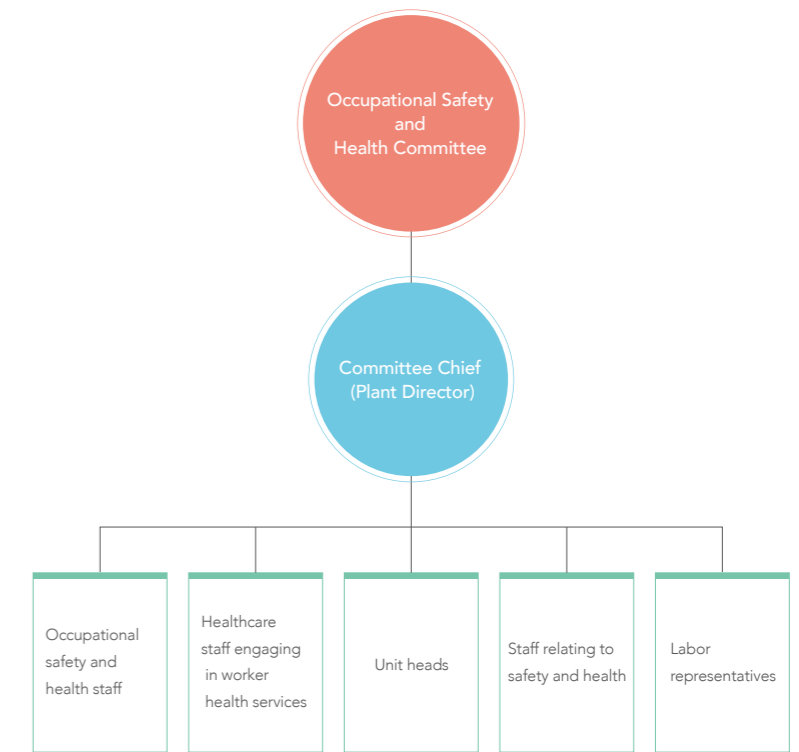 Occupational Safety
and
Health Committee
Committee Chief
(Plant Director)
Occupational
safety and
health staff
Healthcare
staff engaging
in worker
health services
Unit heads
Staff relating to
safety and health
Labor
representatives